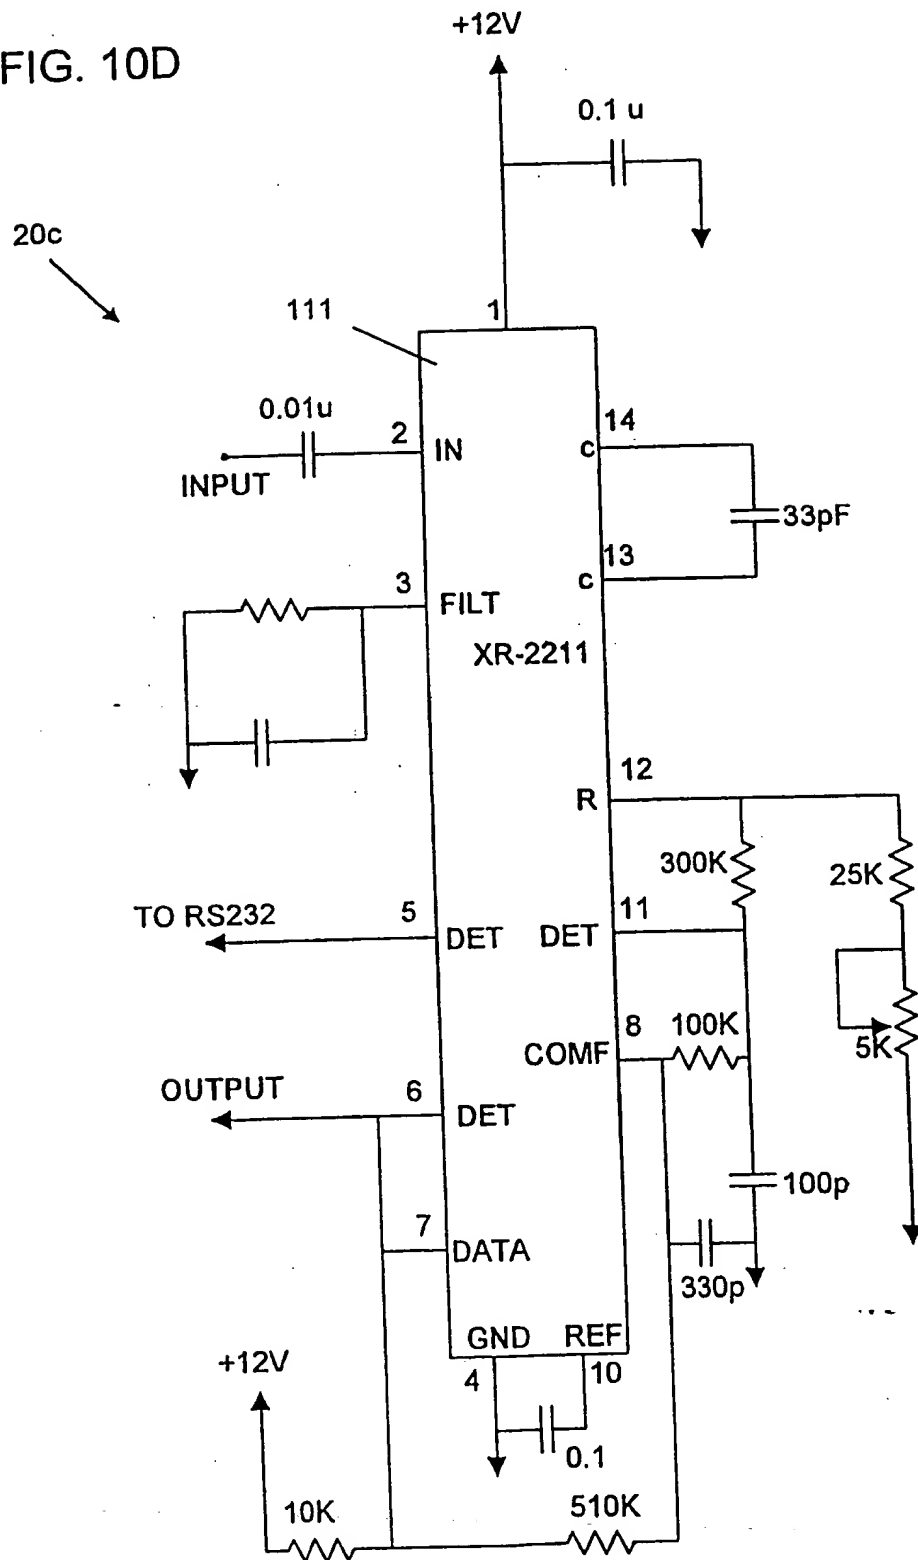 +12V
FIG. 10D
0.1 u
20c
1
111
0.01u
2
IN
INPUT
14
c
33pF
13
c
3
FILT
XR-2211
12
R
300K
25K
TO RS232
5
DET
11
DET
8
100K
COMF
5K
OUTPUT
6
DET
100p
7
DATA
330p
GND
REF
+12V
4
10
0.1
10K
510K